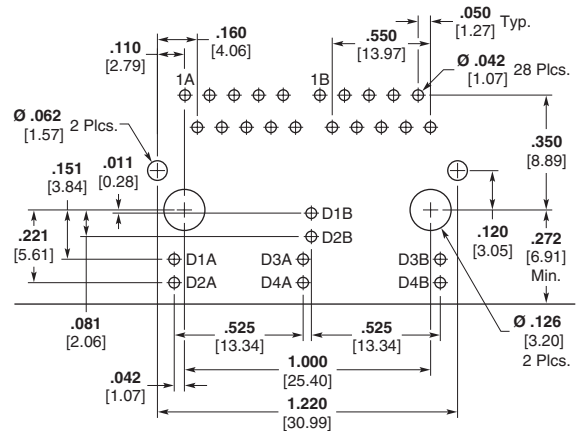 .160
[4.06]
.050
[1.27] Typ.
.110
[2.79]
.550
[13.97]
1A
1B
Ø .042
[1.07] 28 Plcs.
Ø .062
[1.57] 2 Plcs.
.350
[8.89]
.151
[3.84]
.011
[0.28]
D1B
.221
[5.61]
D2B
.120
[3.05]
.272
[6.91]
Min.
D1A
D3A
D3B
D2A
D4A
D4B
.081
[2.06]
.525
[13.34]
.525
[13.34]
Ø .126
[3.20]
2 Plcs.
1.000
[25.40]
.042
[1.07]
1.220
[30.99]